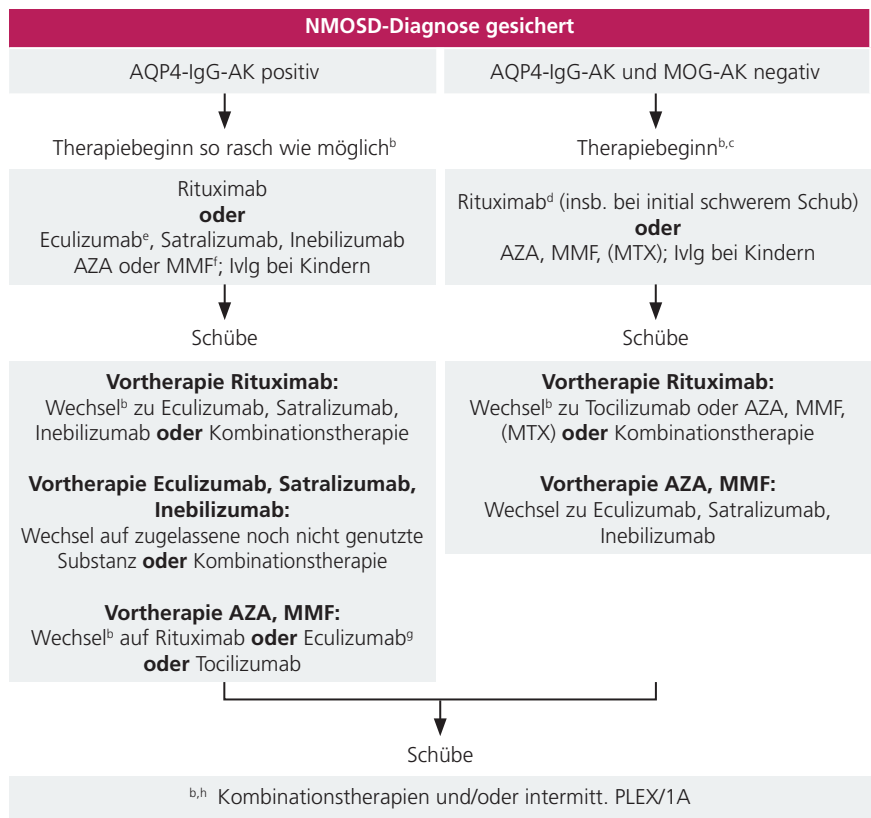 NMOSD-Diagnose gesichert
AQP4-IgG-AK positiv
Therapiebeginn so rasch wie möglichᵇ
Rituximab
oder
Eculizumabᵉ, Satralizumab, Inebilizumab
AZA oder MMFᶠ; Ivlg bei Kindern
Schübe
Vortherapie Rituximab:
Wechselᵇ zu Eculizumab, Satralizumab,
Inebilizumab oder Kombinationstherapie
Vortherapie Eculizumab, Satralizumab,
Inebilizumab:
Wechsel auf zugelassene noch nicht genutzte
Substanz oder Kombinationstherapie
Vortherapie AZA, MMF:
Wechselᵇ auf Rituximab oder Eculizumabᵍ
oder Tocilizumab
AQP4-IgG-AK und MOG-AK negativ
Therapiebeginnᵇ,ᶜ
Rituximabᵈ (insb. bei initial schwerem Schub)
oder
AZA, MMF, (MTX); Ivlg bei Kindern
Schübe
Vortherapie Rituximab:
Wechselᵇ zu Tocilizumab oder AZA, MMF,
(MTX) oder Kombinationstherapie
Vortherapie AZA, MMF:
Wechsel zu Eculizumab, Satralizumab,
Inebilizumab
Schübe
ᵇ,ʰ Kombinationstherapien und/oder intermitt. PLEX/1A